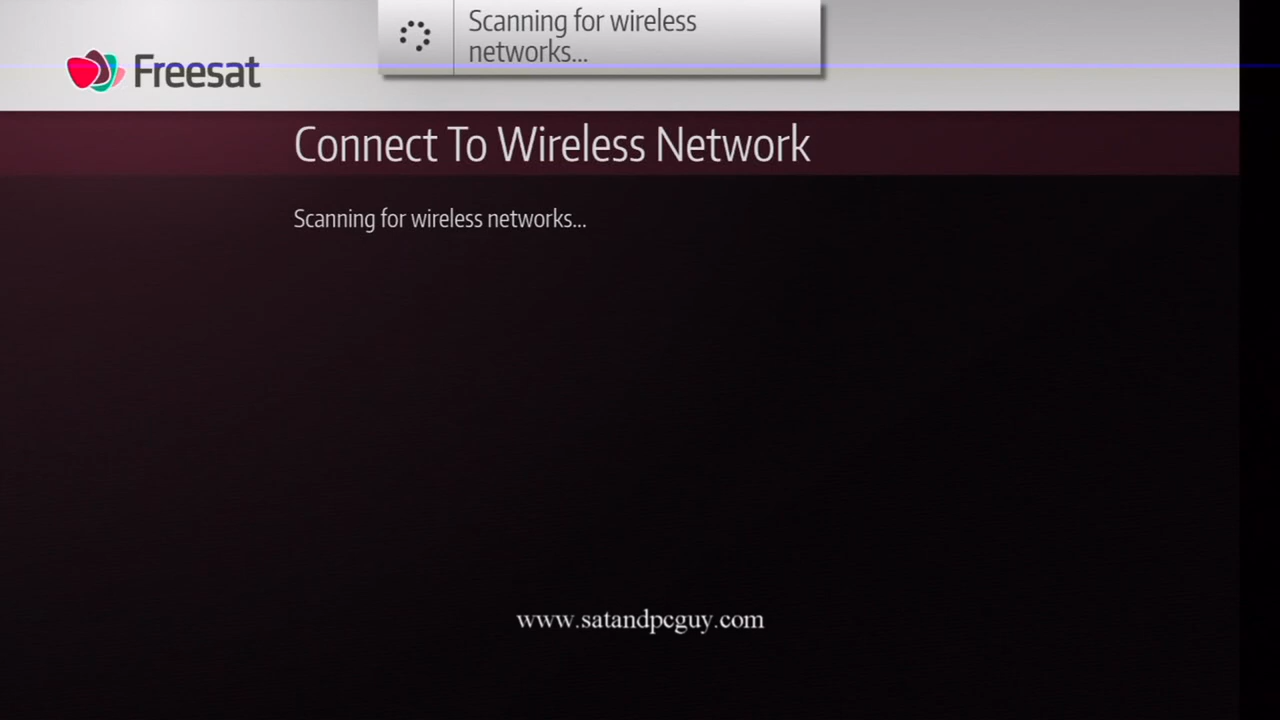 Scanning for wireless
networks...
Freesat
Connect To Wireless Network
Scanning for wireless networks...
www.satandpcguy.com